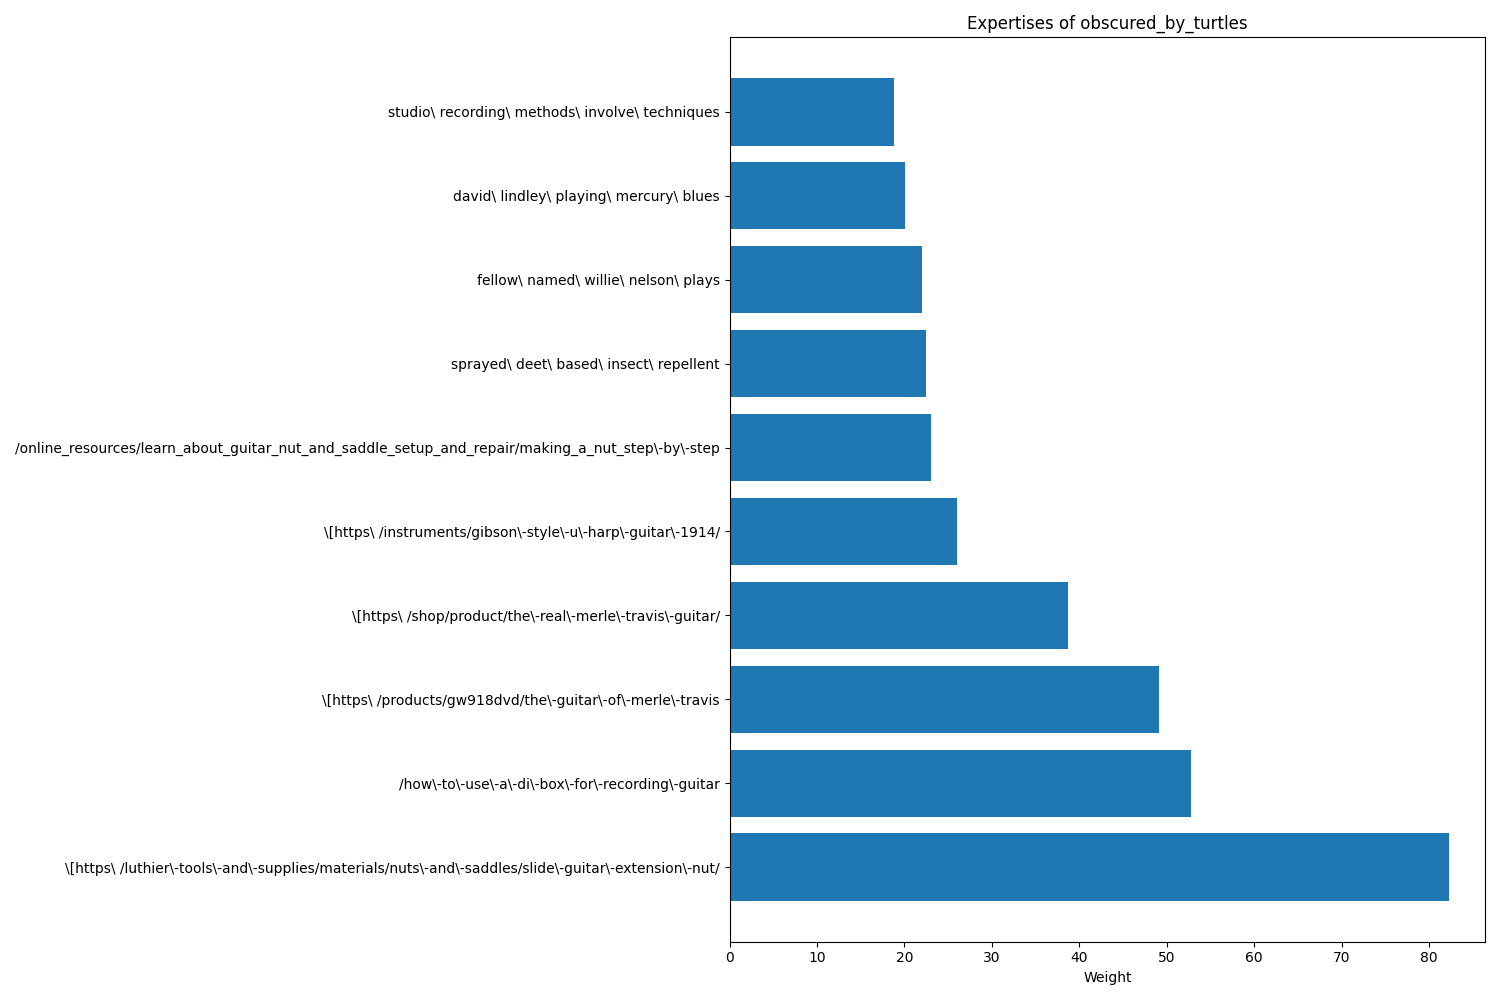 Expertises of obscured_by_turtles
studio\ recording\ methods\ involve\ techniques
david\ lindley\ playing\ mercury\ blues
fellow\ named\ willie\ nelson\ plays
sprayed\ deet\ based\ insect\ repellent
/online_resources/learn_about_guitar_nut_and_saddle_setup_and_repair/making_a_nut_step\-by\-step
\[https\ /instruments/gibson\-style\-u\-harp\-guitar\-1914/
\[https\ /shop/product/the\-real\-merle\-travis\-guitar/
\[https\ /products/gw918dvd/the\-guitar\-of\-merle\-travis
/how\-to\-use\-a\-di\-box\-for\-recording\-guitar
\[https\ /luthier\-tools\-and\-supplies/materials/nuts\-and\-saddles/slide\-guitar\-extension\-nut/
0 10 20 30 40 50 60 70 80
Weight